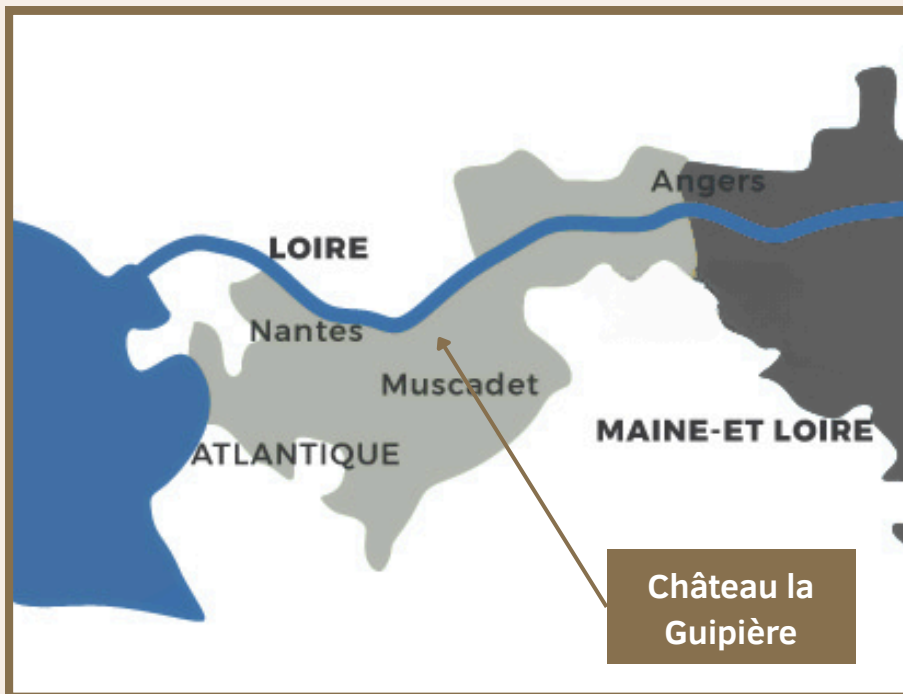 Angers
LOIRE
Nantes
Muscadet
MAINE-ET LOIRE
ATLANTIQUE
Château la
Guipière